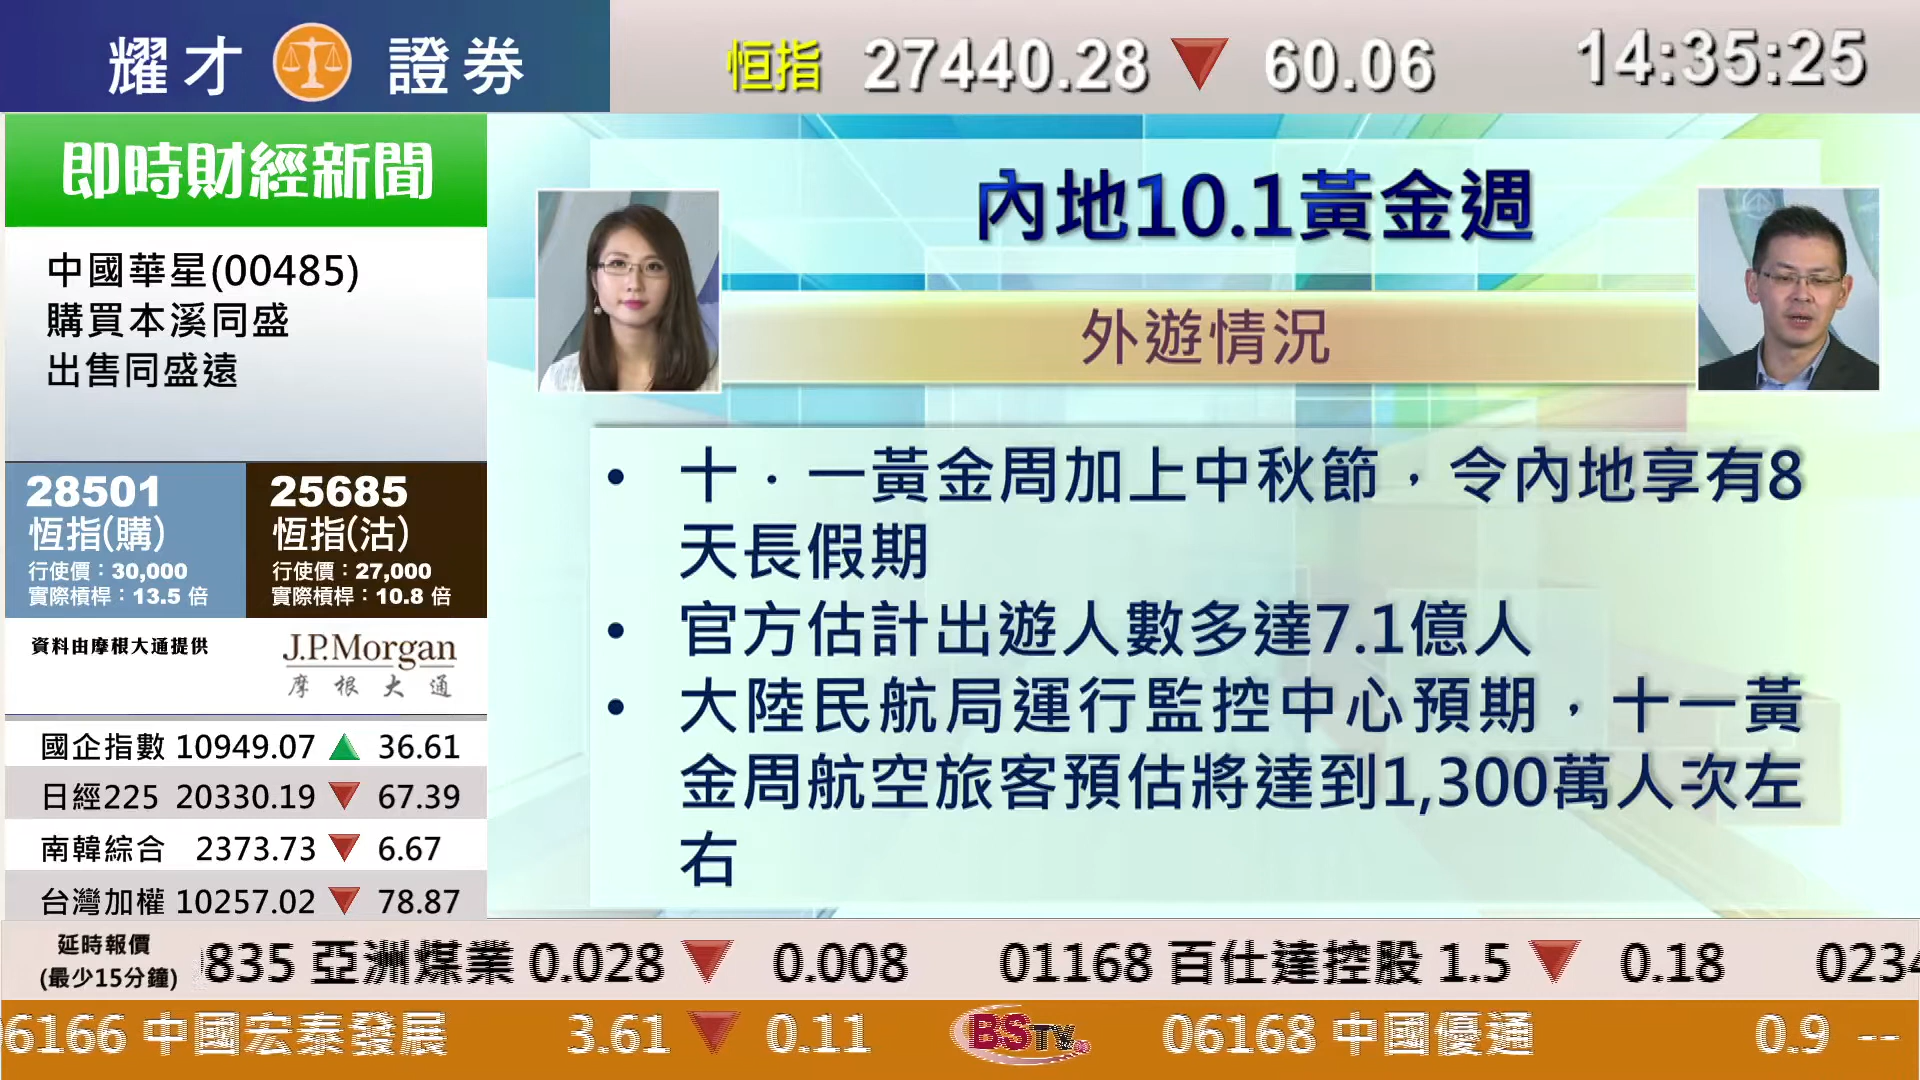 耀才 證券
恒指 27440.28 ▼ 60.06
14:35:25
即時財經新聞
中國華星(00485)
購買本溪同盛
出售同盛遠
28501
恆指(購)
行使價：30,000
實際槓桿：13.5 倍
25685
恆指(沽)
行使價：27,000
實際槓桿：10.8 倍
資料由摩根大通提供
J.P.Morgan
摩根大通
國企指數 10949.07 ▲ 36.61
日經225 20330.19 ▼ 67.39
南韓綜合 2373.73 ▼ 6.67
台灣加權 10257.02 ▼ 78.87
內地10.1黃金週
外遊情況
• 十．一黃金周加上中秋節，令內地享有8
天長假期
• 官方估計出遊人數多達7.1億人
• 大陸民航局運行監控中心預期，十一黃
金周航空旅客預估將達到1,300萬人次左
右
延時報價
(最少15分鐘)
835 亞洲煤業 0.028 ▼ 0.008 01168 百仕達控股 1.5 ▼ 0.18 0234
06166 中國宏泰發展 3.61 ▼ 0.11 BSTV 06168 中國優通 0.9 --